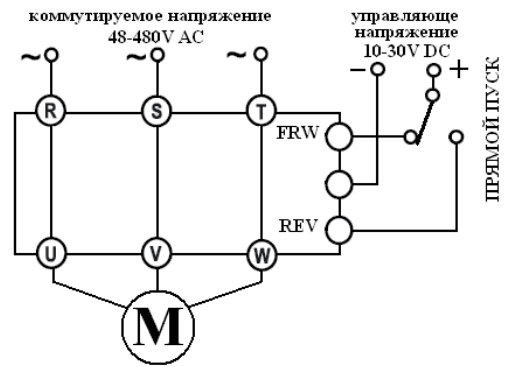 коммутируемое напряжение
48-480V AC
управляюще
напряжение
10-30V DC
~ ~ ~
− +
R S T
FRW
REV
U V W
M
ПРЯМОЙ ПУСК